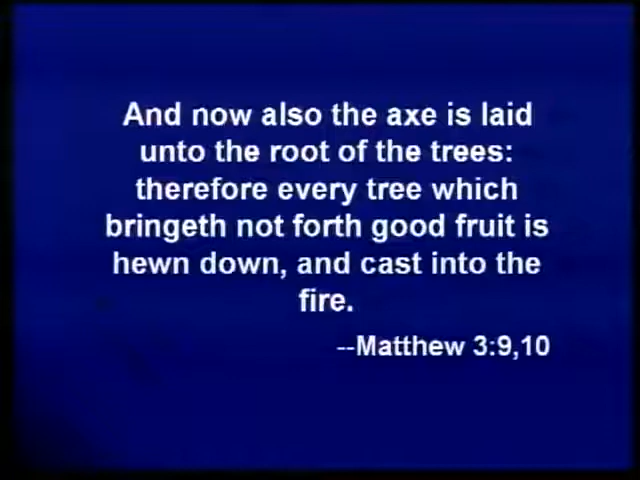 And now also the axe is laid
unto the root of the trees:
therefore every tree which
bringeth not forth good fruit is
hewn down, and cast into the
fire.
--Matthew 3:9,10